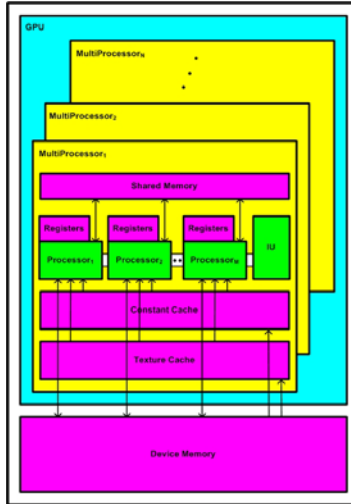 GPU
MultiProcessorN
MultiProcessor2
MultiProcessor1
Shared Memory
Registers Registers Registers
Processor1 Processor2 ProcessorM IU
Constant Cache
Texture Cache
Device Memory